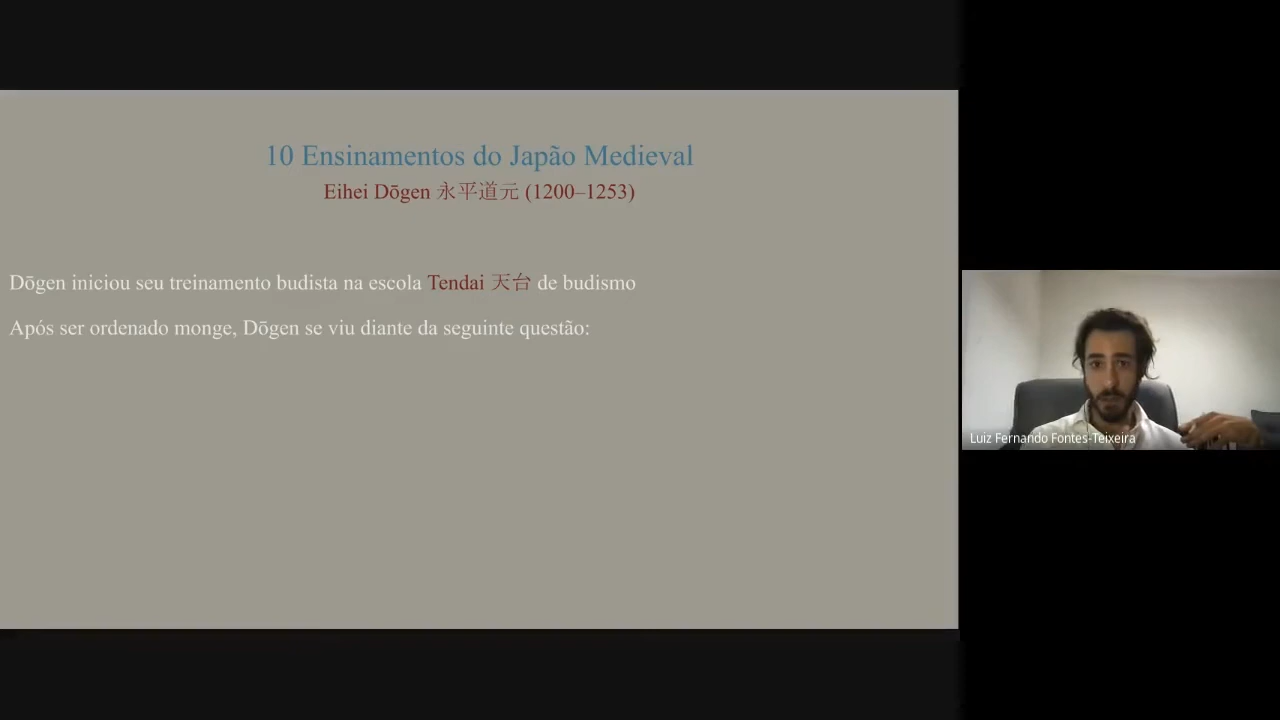 10 Ensinamentos do Japão Medieval
Eihei Dōgen 永平道元 (1200–1253)
Dōgen iniciou seu treinamento budista na escola Tendai 天台 de budismo
Após ser ordenado monge, Dōgen se viu diante da seguinte questão:
Luiz Fernando Fontes-Teixeira